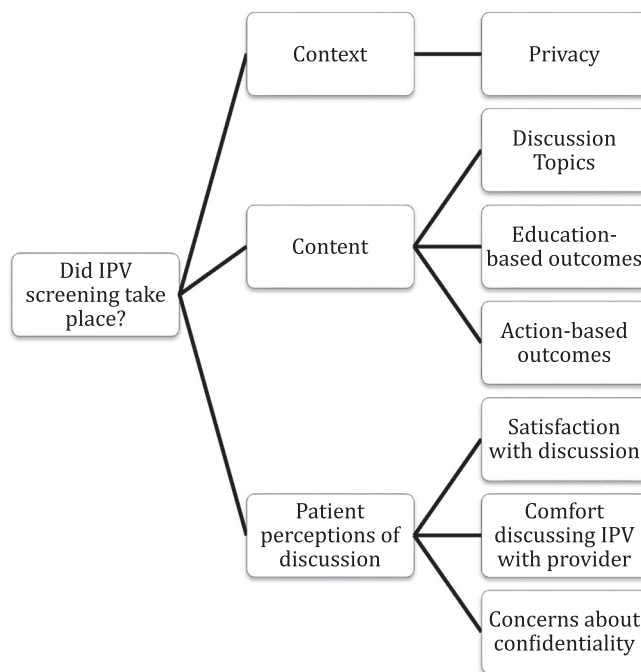 Did IPV
screening take
place?
Context
Privacy
Content
Discussion
Topics
Education-
based outcomes
Action-based
outcomes
Patient
perceptions of
discussion
Satisfaction
with discussion
Comfort
discussing IPV
with provider
Concerns about
confidentiality